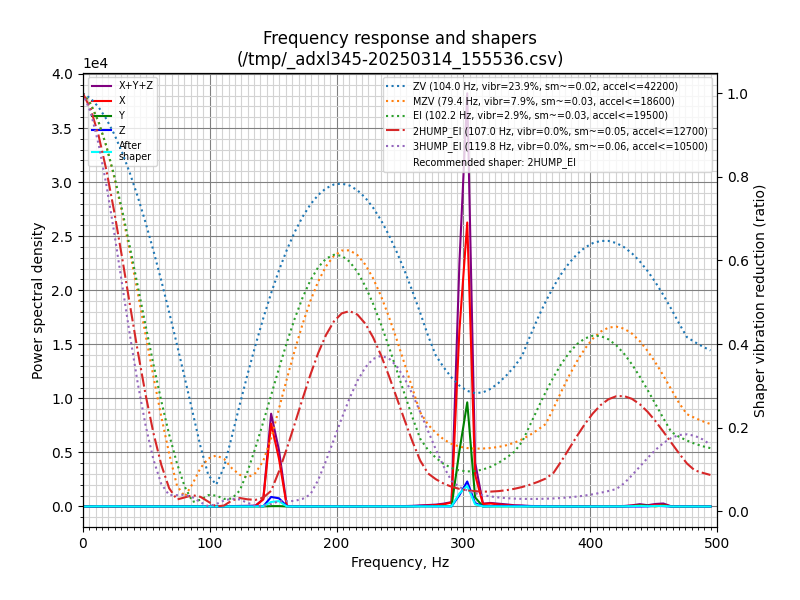 Frequency response and shapers
(/tmp/_adxl345-20250314_155536.csv)
1e4
X+Y+Z
X
Y
Z
After
shaper
ZV (104.0 Hz, vibr=23.9%, sm~=0.02, accel<=42200)
MZV (79.4 Hz, vibr=7.9%, sm~=0.03, accel<=18600)
EI (102.2 Hz, vibr=2.9%, sm~=0.03, accel<=19500)
2HUMP_EI (107.0 Hz, vibr=0.0%, sm~=0.05, accel<=12700)
3HUMP_EI (119.8 Hz, vibr=0.0%, sm~=0.06, accel<=10500)
Recommended shaper: 2HUMP_EI
4.0
3.5
3.0
2.5
2.0
1.5
1.0
0.5
0.0
Power spectral density
1.0
0.8
0.6
0.4
0.2
0.0
Shaper vibration reduction (ratio)
0 100 200 300 400 500
Frequency, Hz